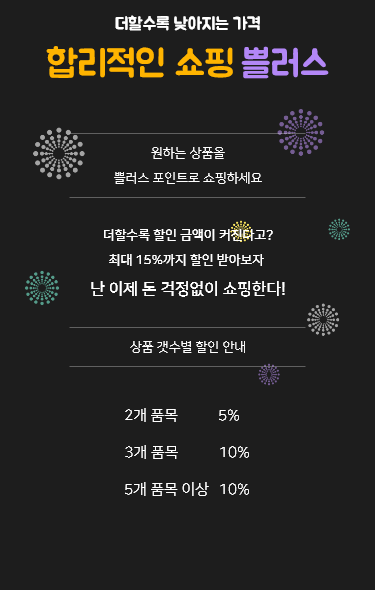 더할수록 낮아지는 가격
합리적인 쇼핑 쁠러스
원하는 상품을
쁠러스 포인트로 쇼핑하세요
더할수록 할인 금액이 커진다고?
최대 15%까지 할인 받아보자
난 이제 돈 걱정없이 쇼핑한다!
상품 갯수별 할인 안내
2개 품목 5%
3개 품목 10%
5개 품목 이상 10%